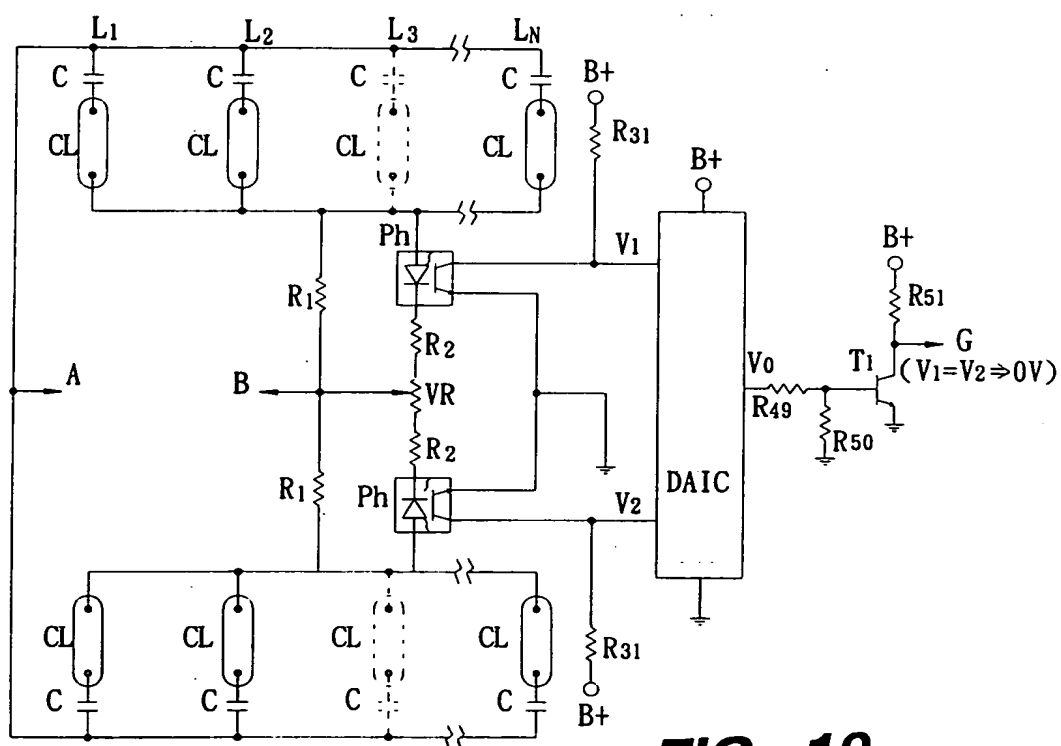 L1 L2 L3 LN
C C C C
B+
CL CL CL CL
R31
B+
Ph
V1
B+
R1
R2
R51
A B VR
V0
T1
G
(V1=V2⇒0V)
R49
R50
R2
R1
Ph
V2
DAIC
CL CL CL CL
R31
C C C C
B+